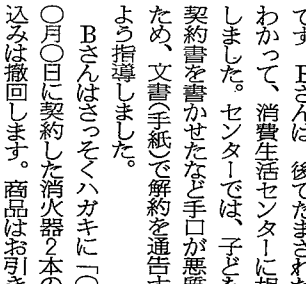 です。Bさんは、後でだまされ
わかって、消費生活センターに相
しました。センターでは、子ども
契約書を書かせたなど手口が悪質
ため、文書(手紙)で解約を通告す
よう指導しました。
Bさんはさっそくハガキに「〇
〇月〇日に契約した消火器2本の
込みは撤回します。商品はお引き